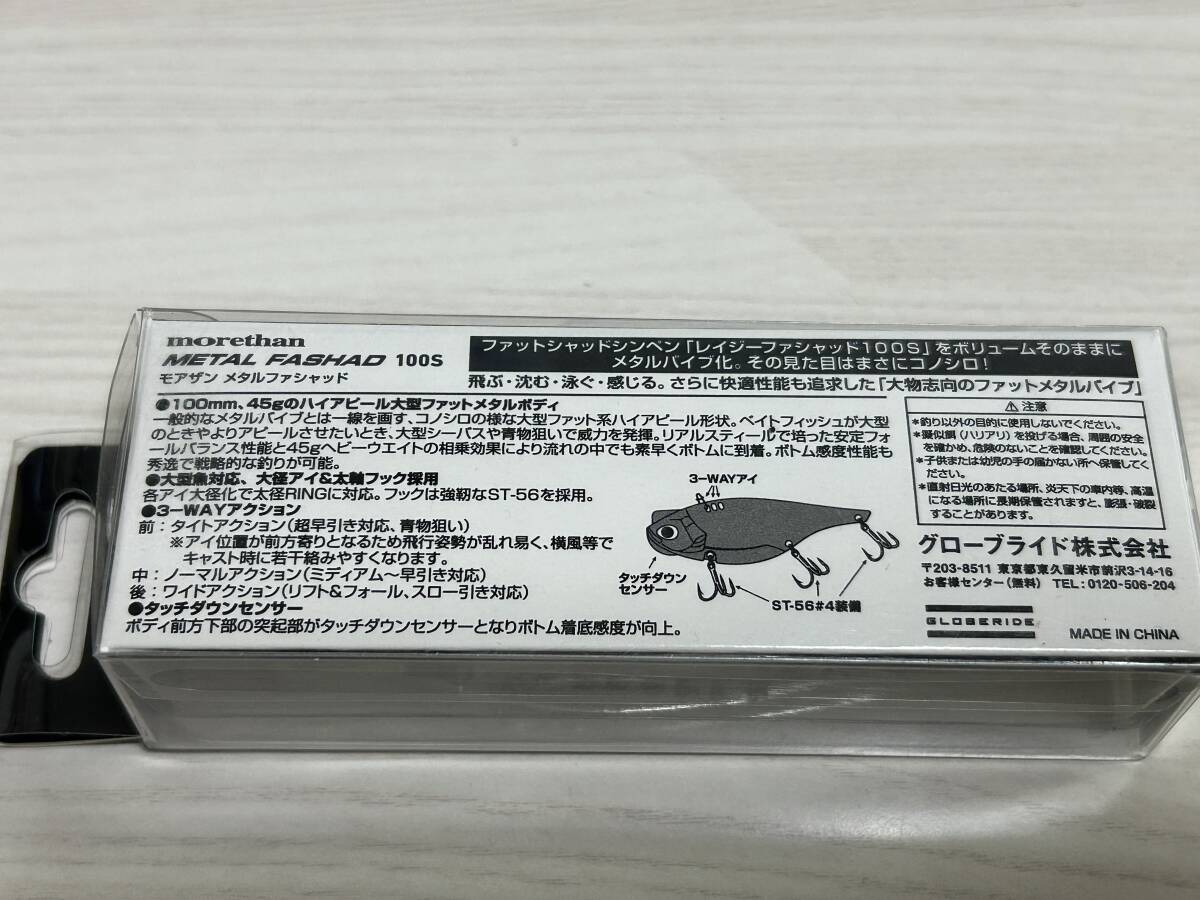 morethan
METAL FASHAD 100S
モアザン メタルファシャッド
ファットシャッドシンペン「レイジーファシャッド100S」をボリュームそのままに
メタルバイブ化。その見た目はまさにコノシロ！
飛ぶ・沈む・泳ぐ・感じる。さらに快適性能も追求した「大物志向のファットメタルバイブ」
●100mm、45gのハイアピール大型ファットメタルボディ
一般的なメタルバイブとは一線を画す、コノシロの様な大型ファット系ハイアピール形状。ベイトフィッシュが大型
のときやよりアピールさせたいとき、大型シーバスや青物狙いで威力を発揮。リアルスティールで培った安定フォ
ールバランス性能と45gヘビーウエイトの相乗効果により流れの中でも素早くボトムに到着。ボトム感度性能も
秀逸で戦略的な釣りが可能。
●大型魚対応、大径アイ&太軸フック採用
各アイ大径化で太径RINGに対応。フックは強靭なST-56を採用。
●3-WAYアクション
前：タイトアクション（超早引き対応、青物狙い）
※アイ位置が前方寄りとなるため飛行姿勢が乱れ易く、横風等で
キャスト時に若干絡みやすくなります。
中：ノーマルアクション（ミディアム～早引き対応）
後：ワイドアクション（リフト&フォール、スロー引き対応）
●タッチダウンセンサー
ボディ前方下部の突起部がタッチダウンセンサーとなりボトム着底感度が向上。
3-WAYアイ
タッチダウン
センサー
ST-56#4装備
⚠注意
＊釣り以外の目的に使用しないでください。
＊擬似餌（ハリアリ）を投げる場合、周囲の安全
を確かめ、危険のないことを確認してください。
＊子供または幼児の手の届かない所へ保管してく
ださい。
＊直射日光のあたる場所、炎天下の車内等、高温
になる場所に長期保管されますと、膨張・破裂
することがあります。
グローブライド株式会社
〒203-8511 東京都東久留米市前沢3-14-16
お客様センター（無料） TEL：0120-506-204
GLOBERIDE
MADE IN CHINA